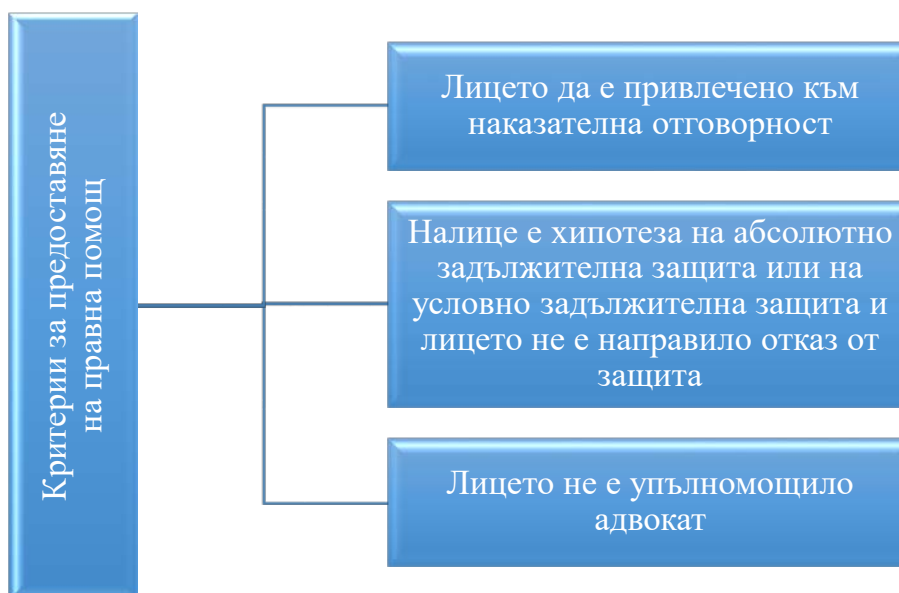 Критерии за предоставяне
на правна помощ
Лицето да е привлечено към
наказателна отговорност
Налице е хипотеза на абсолютно
задължителна защита или на
условно задължителна защита и
лицето не е направило отказ от
защита
Лицето не е упълномощило
адвокат